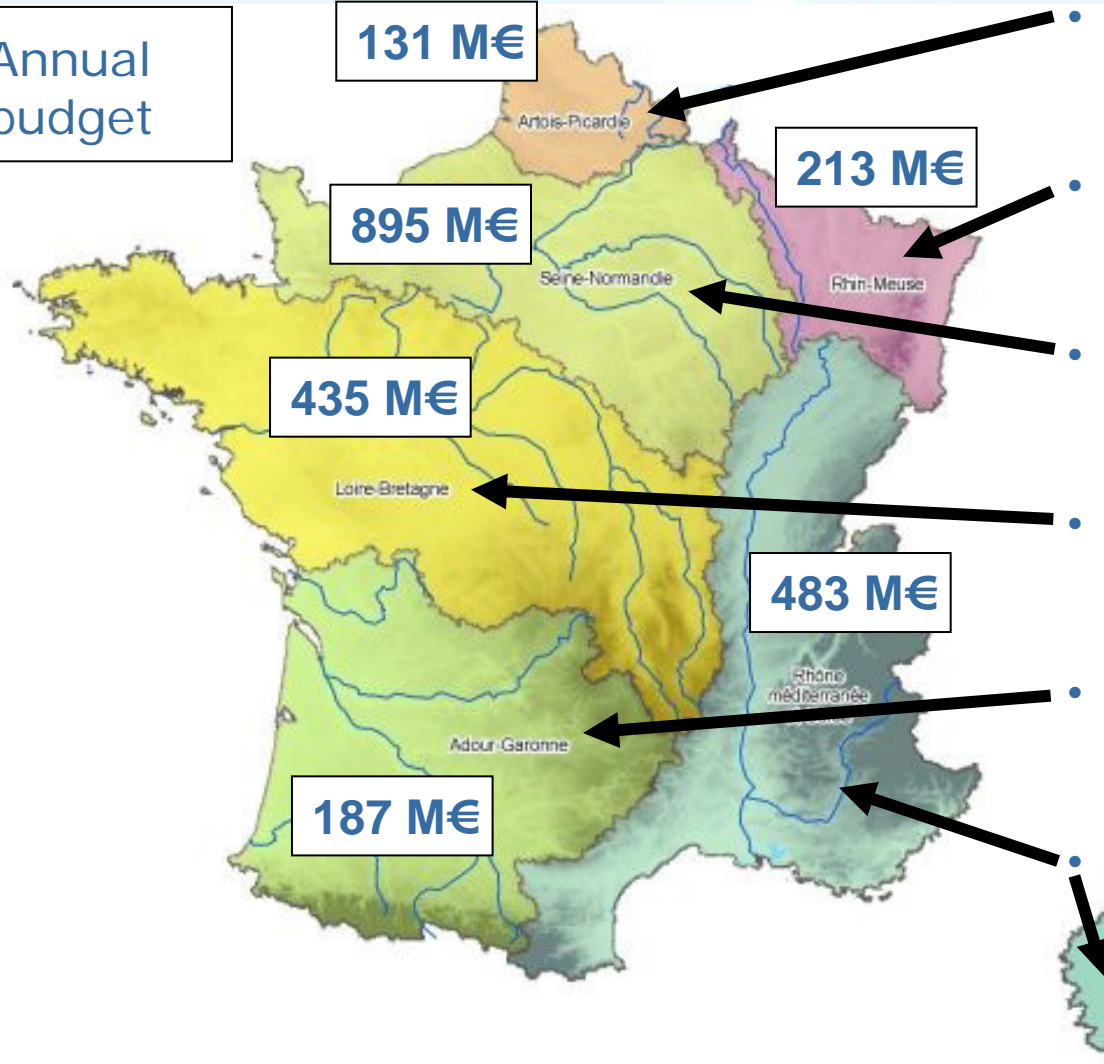 Annual
budget
131 M€
Artois-Picardie
213 M€
895 M€
Seine-Normandie
Rhin-Meuse
435 M€
Loire-Bretagne
483 M€
Rhône
méditerranée
Adour-Garonne
187 M€
•
•
•
•
•
•